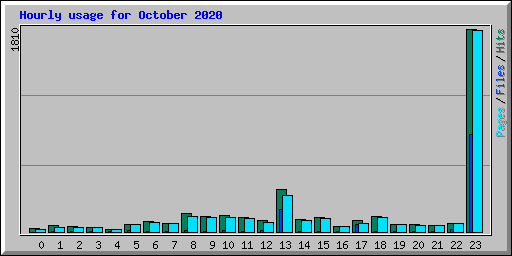 Hourly usage for October 2020
1810
Pages/Files/Hits
0 1 2 3 4 5 6 7 8 9 10 11 12 13 14 15 16 17 18 19 20 21 22 23